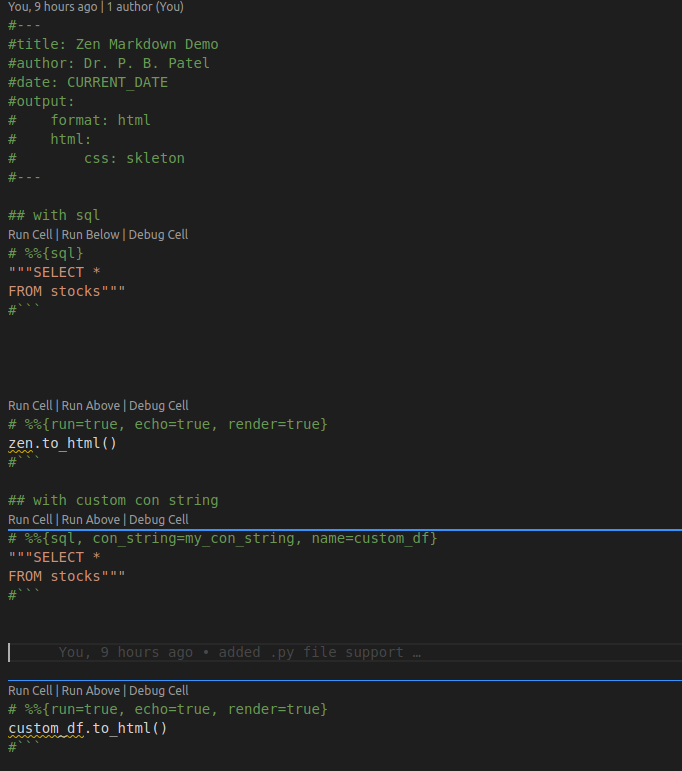 You, 9 hours ago | 1 author (You)
#---
#title: Zen Markdown Demo
#author: Dr. P. B. Patel
#date: CURRENT_DATE
#output:
#    format: html
#    html:
#        css: skleton
#---
## with sql
Run Cell | Run Below | Debug Cell
# %%{sql}
"""SELECT *
FROM stocks"""
#```
Run Cell | Run Above | Debug Cell
# %%{run=true, echo=true, render=true}
zen.to_html()
#```
## with custom con string
Run Cell | Run Above | Debug Cell
# %%{sql, con_string=my_con_string, name=custom_df}
"""SELECT *
FROM stocks"""
#```
You, 9 hours ago • added .py file support …
Run Cell | Run Above | Debug Cell
# %%{run=true, echo=true, render=true}
custom_df.to_html()
#```